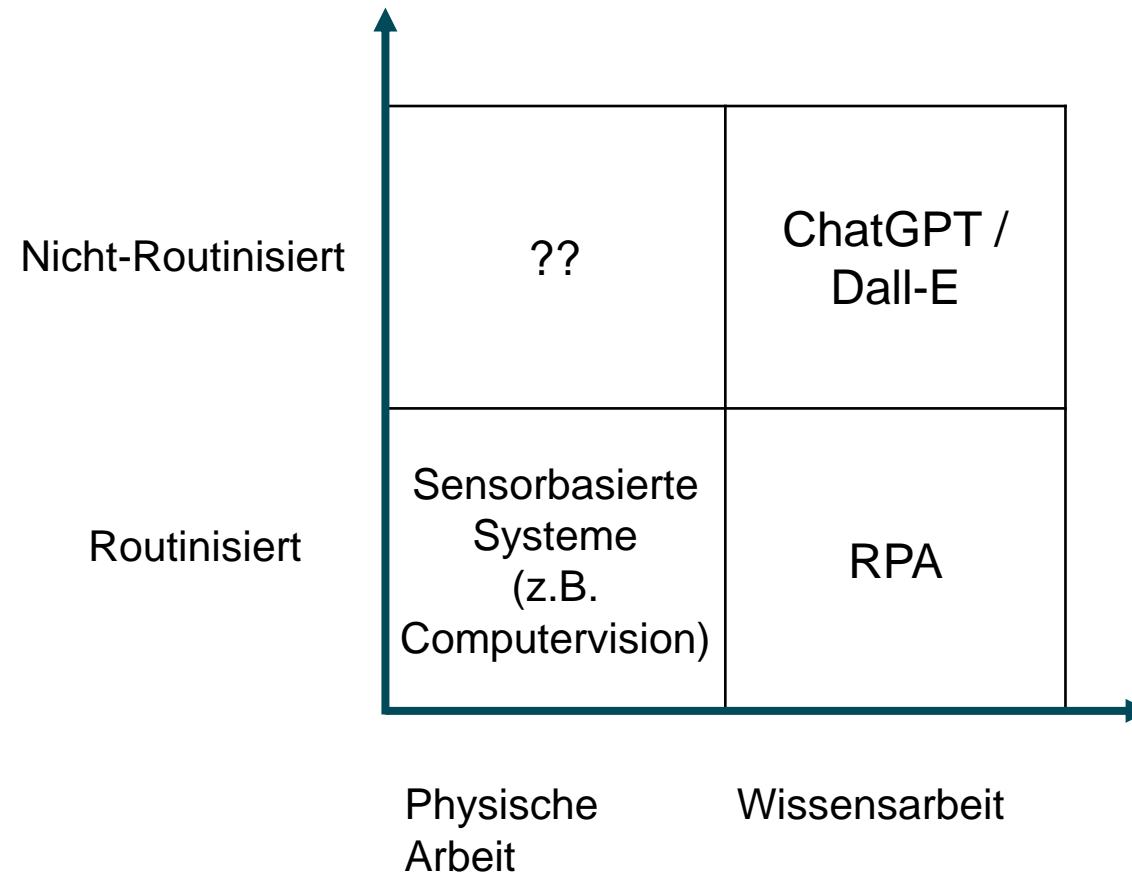 Nicht-Routinisiert
??
ChatGPT /
Dall-E
Routinisiert
Sensorbasierte
Systeme
(z.B.
Computervision)
RPA
Physische
Arbeit
Wissensarbeit